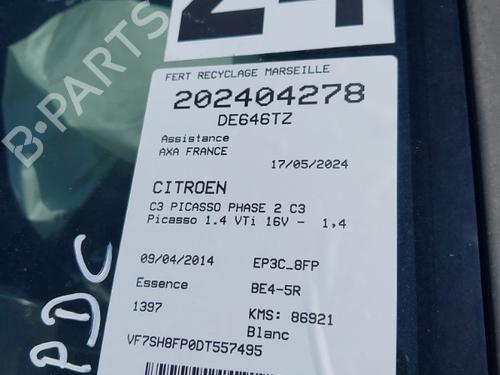 24
FERT RECYCLAGE MARSEILLE
202404278
DE646TZ
Assistance
AXA FRANCE
17/05/2024
CITROEN
C3 PICASSO PHASE 2 C3
Picasso 1.4 VTi 16V - 1,4
09/04/2014 EP3C_8FP
Essence BE4-5R
1397 KMS: 86921
Blanc
VF7SH8FP0DT557495
PDC
B-PARTS